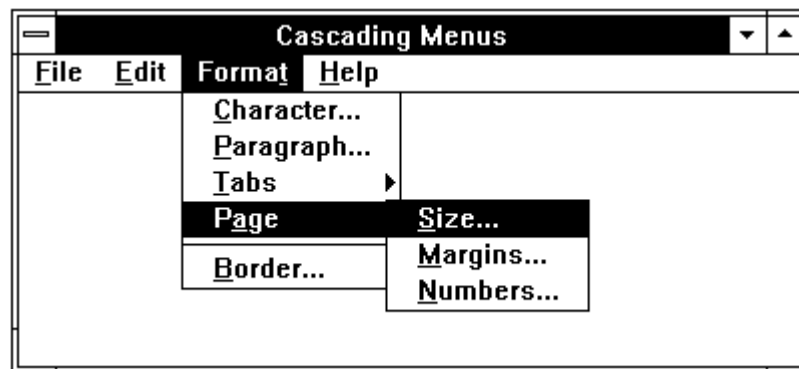 Cascading Menus
File Edit Format Help
Character...
Paragraph...
Tabs
Page Size...
Margins...
Border...
Numbers...